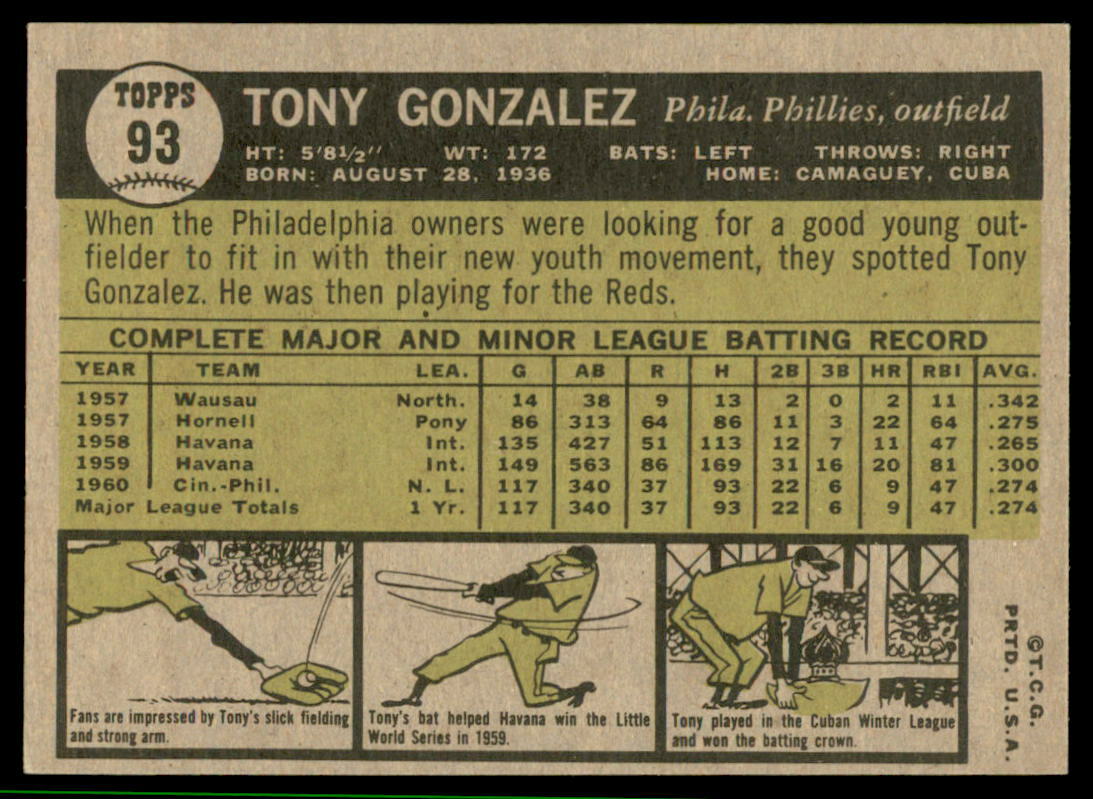 TOPPS
93
TONY GONZALEZ Phila. Phillies, outfield
HT: 5'8½" WT: 172 BATS: LEFT THROWS: RIGHT
BORN: AUGUST 28, 1936 HOME: CAMAGUEY, CUBA
When the Philadelphia owners were looking for a good young out-
fielder to fit in with their new youth movement, they spotted Tony
Gonzalez. He was then playing for the Reds.
COMPLETE MAJOR AND MINOR LEAGUE BATTING RECORD
YEAR TEAM LEA. G AB R H 2B 3B HR RBI AVG.
1957 Wausau North. 14 38 9 13 2 0 2 11 .342
1957 Hornell Pony 86 313 64 86 11 3 22 64 .275
1958 Havana Int. 135 427 51 113 12 7 11 47 .265
1959 Havana Int. 149 563 86 169 31 16 20 81 .300
1960 Cin.-Phil. N. L. 117 340 37 93 22 6 9 47 .274
Major League Totals 1 Yr. 117 340 37 93 22 6 9 47 .274
Fans are impressed by Tony's slick fielding
and strong arm.
Tony's bat helped Havana win the Little
World Series in 1959.
Tony played in the Cuban Winter League
and won the batting crown.
©T.C.G.
PRTD. U.S.A.